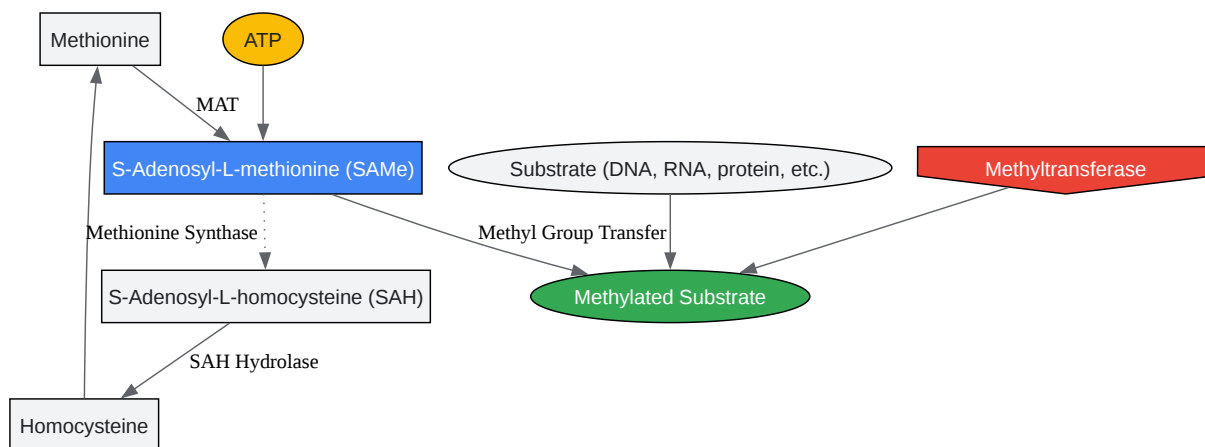 Methionine
ATP
MAT
S-Adenosyl-L-methionine (SAMe)
Substrate (DNA, RNA, protein, etc.)
Methyltransferase
Methionine Synthase
Methyl Group Transfer
S-Adenosyl-L-homocysteine (SAH)
Methylated Substrate
SAH Hydrolase
Homocysteine